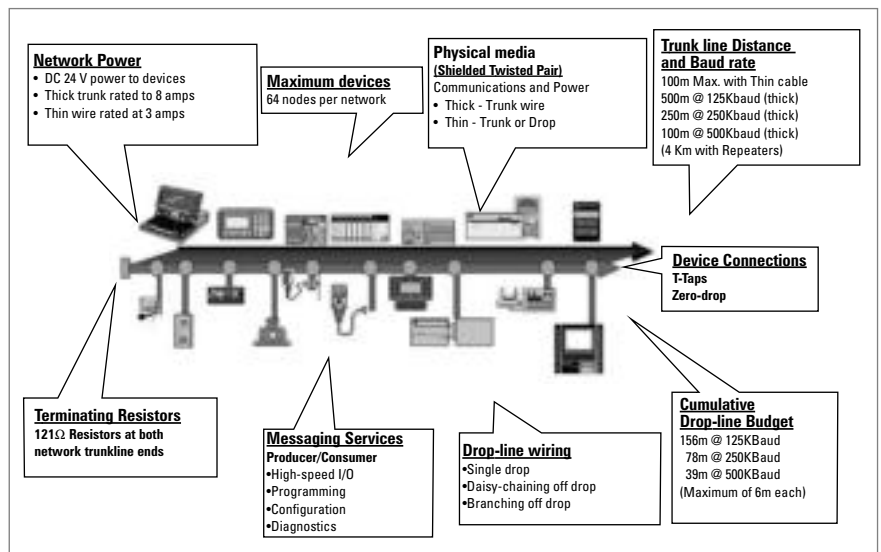 Network Power
• DC 24 V power to devices
• Thick trunk rated to 8 amps
• Thin wire rated at 3 amps
Maximum devices
64 nodes per network
Physical media
(Shielded Twisted Pair)
Communications and Power
• Thick - Trunk wire
• Thin - Trunk or Drop
Trunk line Distance
and Baud rate
100m Max. with Thin cable
500m @ 125Kbaud (thick)
250m @ 250Kbaud (thick)
100m @ 500Kbaud (thick)
(4 Km with Repeaters)
Device Connections
T-Taps
Zero-drop
Terminating Resistors
121Ω Resistors at both
network trunkline ends
Messaging Services
Producer/Consumer
•High-speed I/O
•Programming
•Configuration
•Diagnostics
Drop-line wiring
•Single drop
•Daisy-chaining off drop
•Branching off drop
Cumulative
Drop-line Budget
156m @ 125KBaud
78m @ 250KBaud
39m @ 500KBaud
(Maximum of 6m each)